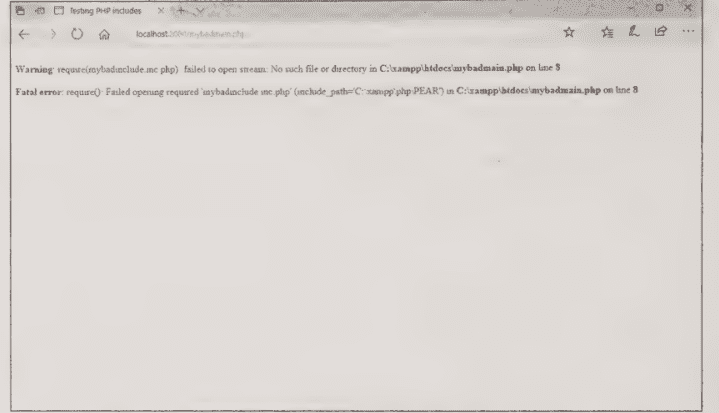 Testing PHP includes
localhost
Warning: require(mybadinclude.inc.php): failed to open stream: No such file or directory in C:\xampp\htdocs\mybadmain.php on line 8
Fatal error: require(): Failed opening required 'mybadinclude.inc.php' (include_path='C:\xampp\php\PEAR') in C:\xampp\htdocs\mybadmain.php on line 8